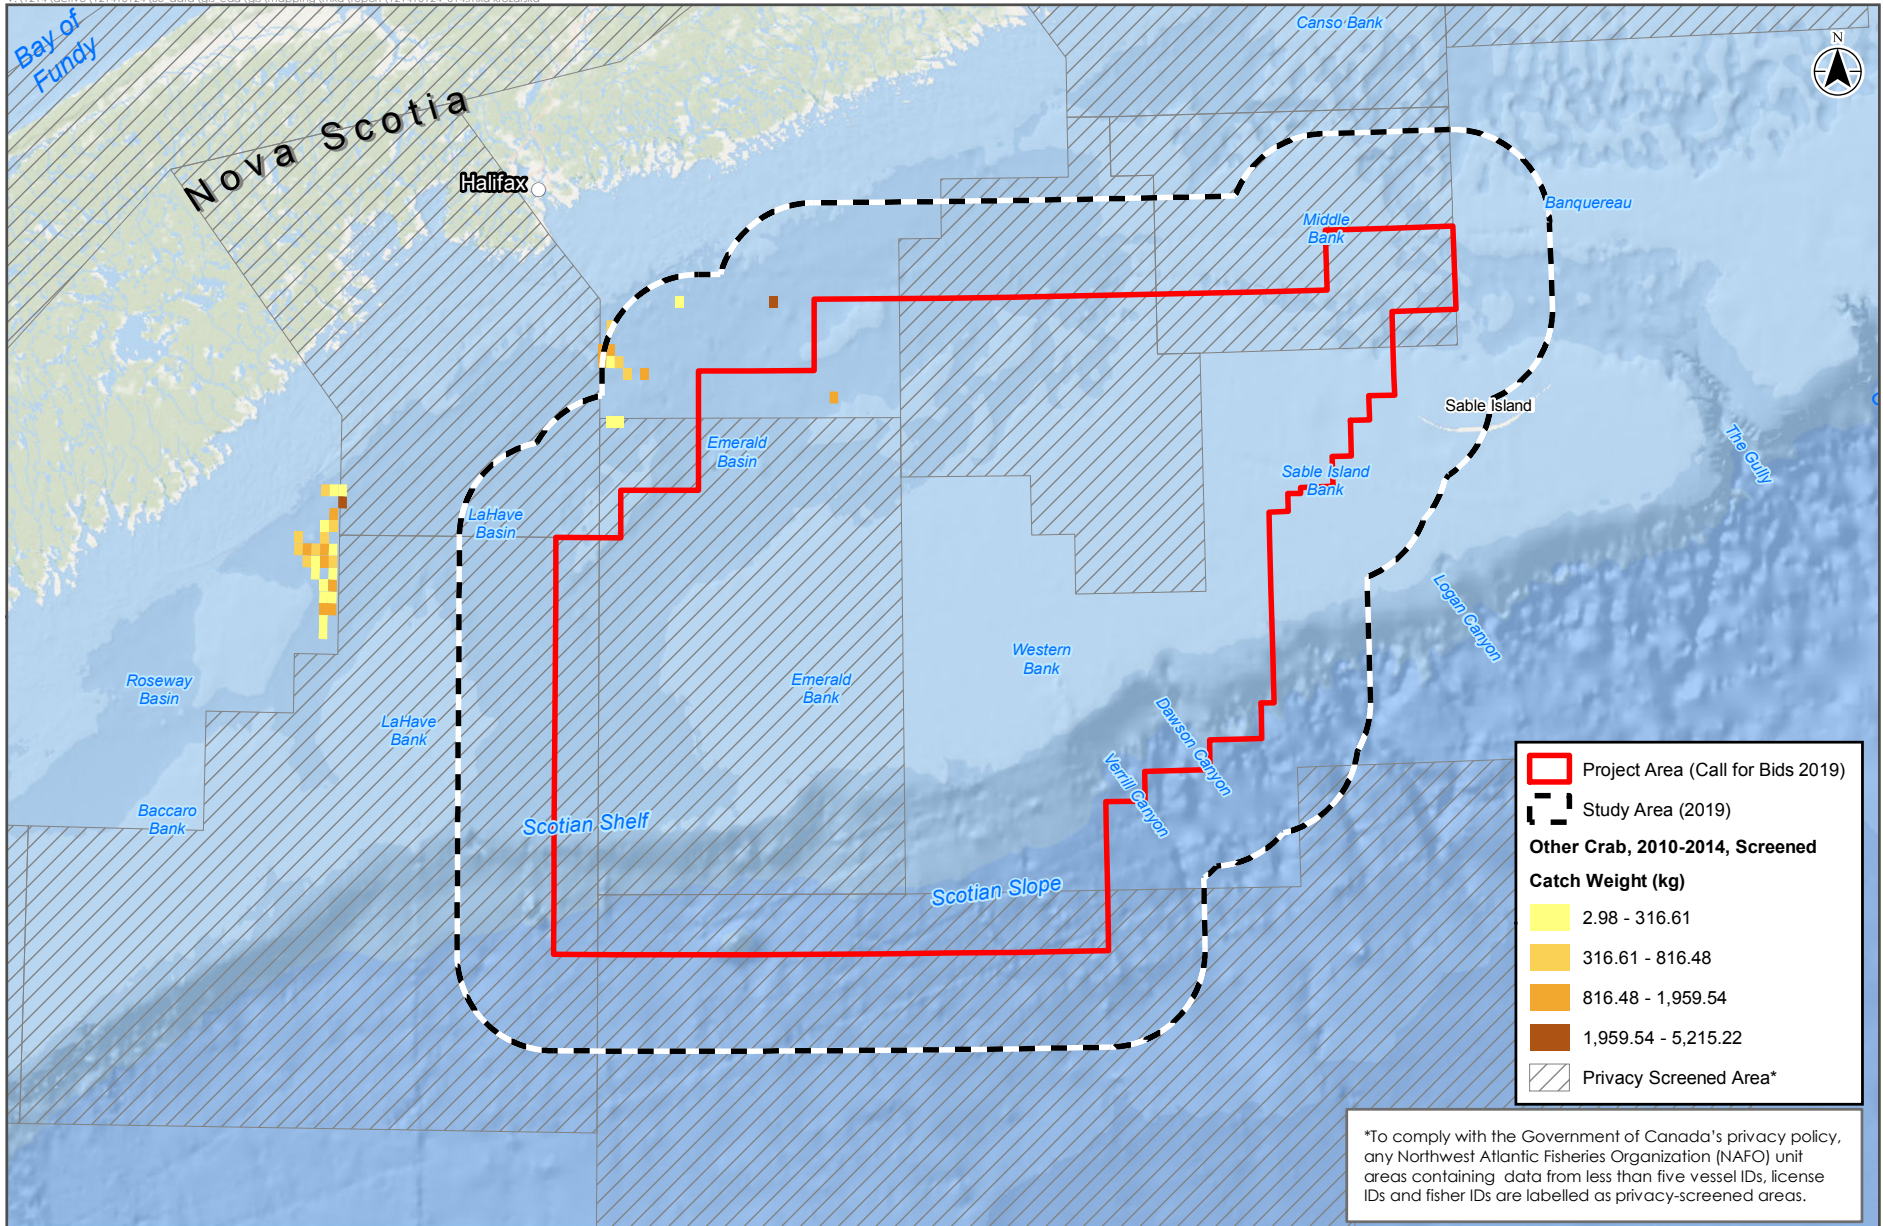 Bay of
Fundy
Nova Scotia
Halifax
Canso Bank
N
Banquereau
Middle
Bank
Sable Island
The Gully
Emerald
Basin
Sable Island
Bank
LaHave
Basin
Logan Canyon
Roseway
Basin
LaHave
Bank
Emerald
Bank
Western
Bank
Dawson Canyon
Verrill Canyon
Baccaro
Bank
Scotian Shelf
Scotian Slope
Project Area (Call for Bids 2019)
Study Area (2019)
Other Crab, 2010-2014, Screened
Catch Weight (kg)
2.98 - 316.61
316.61 - 816.48
816.48 - 1,959.54
1,959.54 - 5,215.22
Privacy Screened Area*
*To comply with the Government of Canada's privacy policy,
any Northwest Atlantic Fisheries Organization (NAFO) unit
areas containing data from less than five vessel IDs, license
IDs and fisher IDs are labelled as privacy-screened areas.